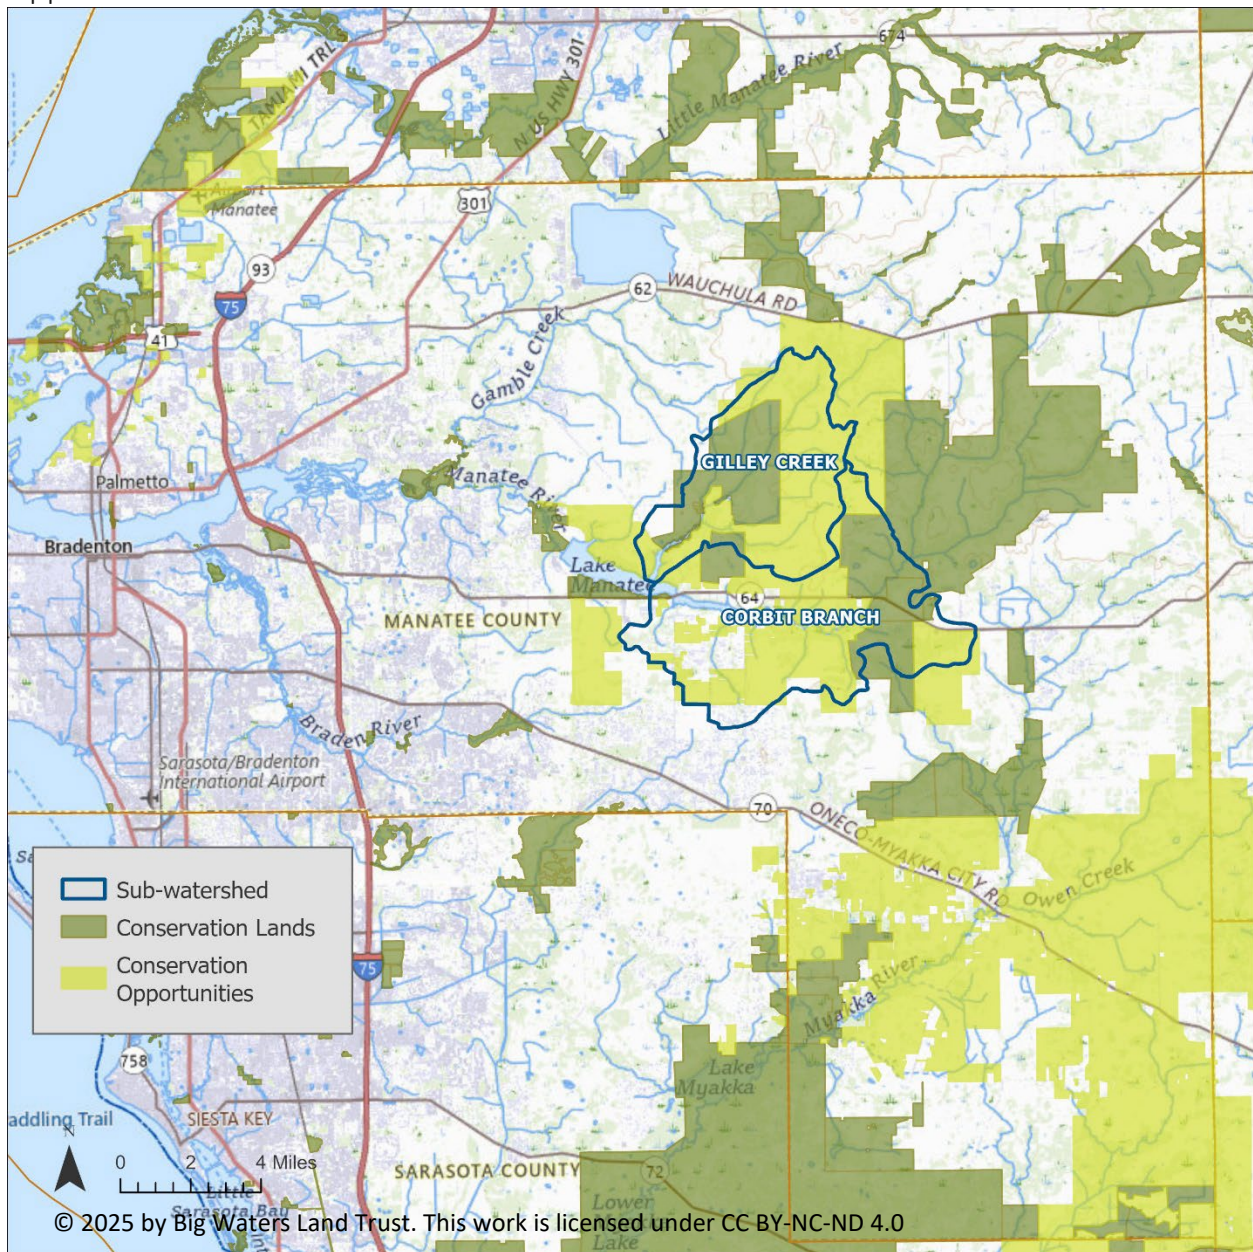 TAMIAMI TRL
N US HWY 301
Little Manatee River
674
Airport
Manatee
301
93
75
62
WAUCHULA RD
41
Gamble Creek
Palmetto
Manatee River
GILLEY CREEK
Bradenton
Lake
Manatee
64
MANATEE COUNTY
CORBIT BRANCH
Braden River
Sarasota/Bradenton
International Airport
70
ONECO-MYAKKA CITY RD
Owen Creek
Sub-watershed
Conservation Lands
Conservation
Opportunities
75
Myakka River
Lake
Myakka
758
addling Trail
SIESTA KEY
N
0 2 4 Miles
SARASOTA COUNTY
72
Little
Sarasota Bay
Lower
Lake
© 2025 by Big Waters Land Trust. This work is licensed under CC BY-NC-ND 4.0